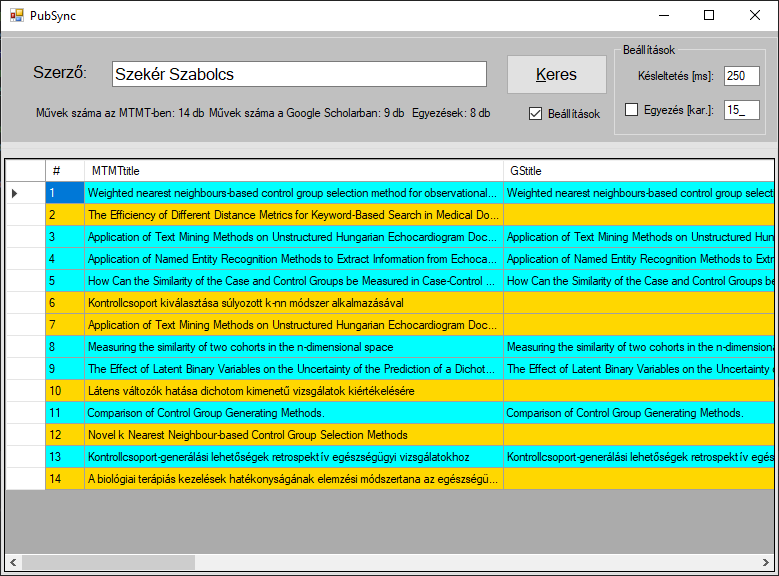 PubSync
Szerző: Szekér Szabolcs Keres
Beállítások
Késleltetés [ms]: 250
Művek száma az MTMT-ben: 14 db Művek száma a Google Scholarban: 9 db Egyezések: 8 db Beállítások Egyezés [kar.]: 15_
# MTMTtitle GStitle
1 Weighted nearest neighbours-based control group selection method for observational... Weighted nearest neighbours-based control group select
2 The Efficiency of Different Distance Metrics for Keyword-Based Search in Medical Do...
3 Application of Text Mining Methods on Unstructured Hungarian Echocardiogram Doc... Application of Text Mining Methods on Unstructured Hun
4 Application of Named Entity Recognition Methods to Extract Information from Echoca... Application of Named Entity Recognition Methods to Extr
5 How Can the Similarity of the Case and Control Groups be Measured in Case-Control ... How Can the Similarity of the Case and Control Groups be
6 Kontrollcsoport kiválasztása súlyozott k-nn módszer alkalmazásával
7 Application of Text Mining Methods on Unstructured Hungarian Echocardiogram Doc...
8 Measuring the similarity of two cohorts in the n-dimensional space Measuring the similarity of two cohorts in the n-dimensiona
9 The Effect of Latent Binary Variables on the Uncertainty of the Prediction of a Dichot... The Effect of Latent Binary Variables on the Uncertainty
10 Látens változók hatása dichotom kimenetű vizsgálatok kiértékelésére
11 Comparison of Control Group Generating Methods. Comparison of Control Group Generating Methods.
12 Novel k Nearest Neighbour-based Control Group Selection Methods
13 Kontrollcsoport-generálási lehetőségek retrospektív egészségügyi vizsgálatokhoz Kontrollcsoport-generálási lehetőségek retrospektív egés
14 A biológiai terápiás kezelések hatékonyságának elemzési módszertana az egészségü...